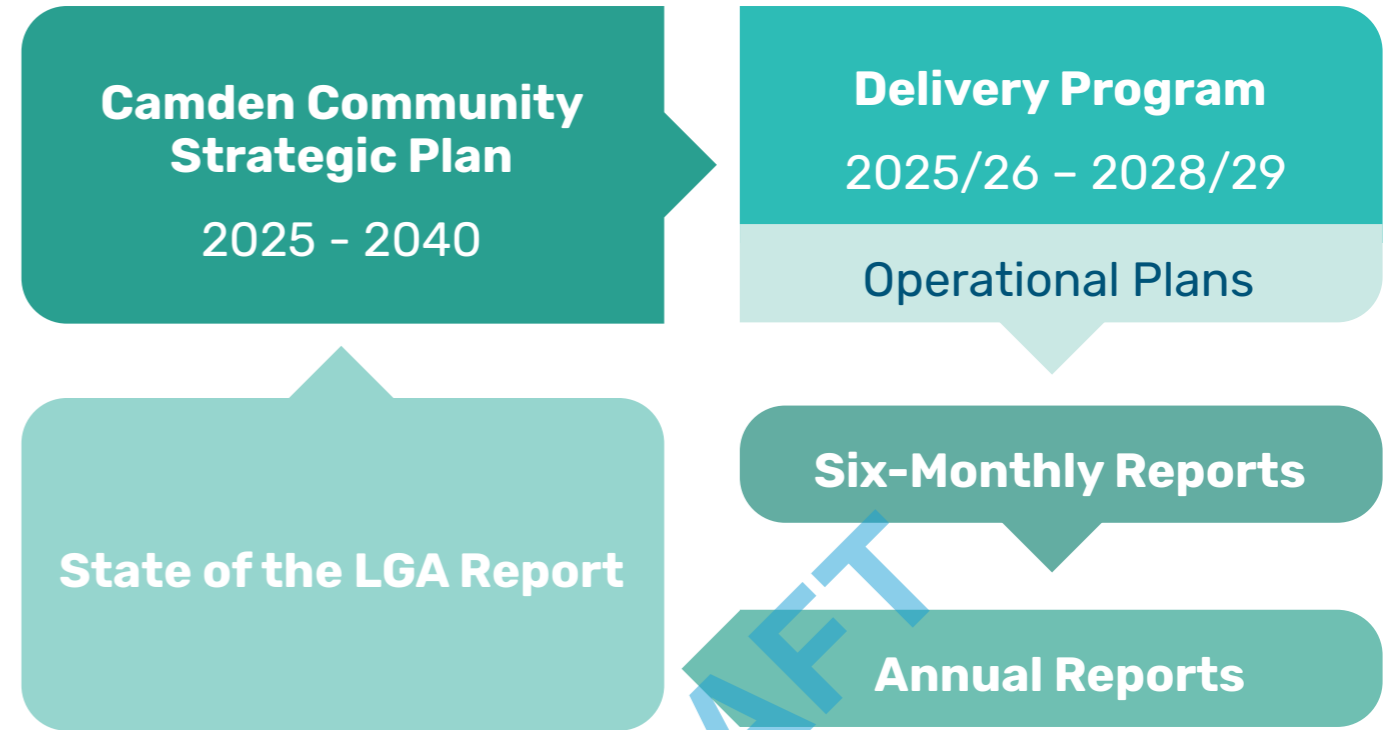 Camden Community
Strategic Plan
2025 - 2040
Delivery Program
2025/26 – 2028/29
Operational Plans
Six-Monthly Reports
Annual Reports
State of the LGA Report
AFT